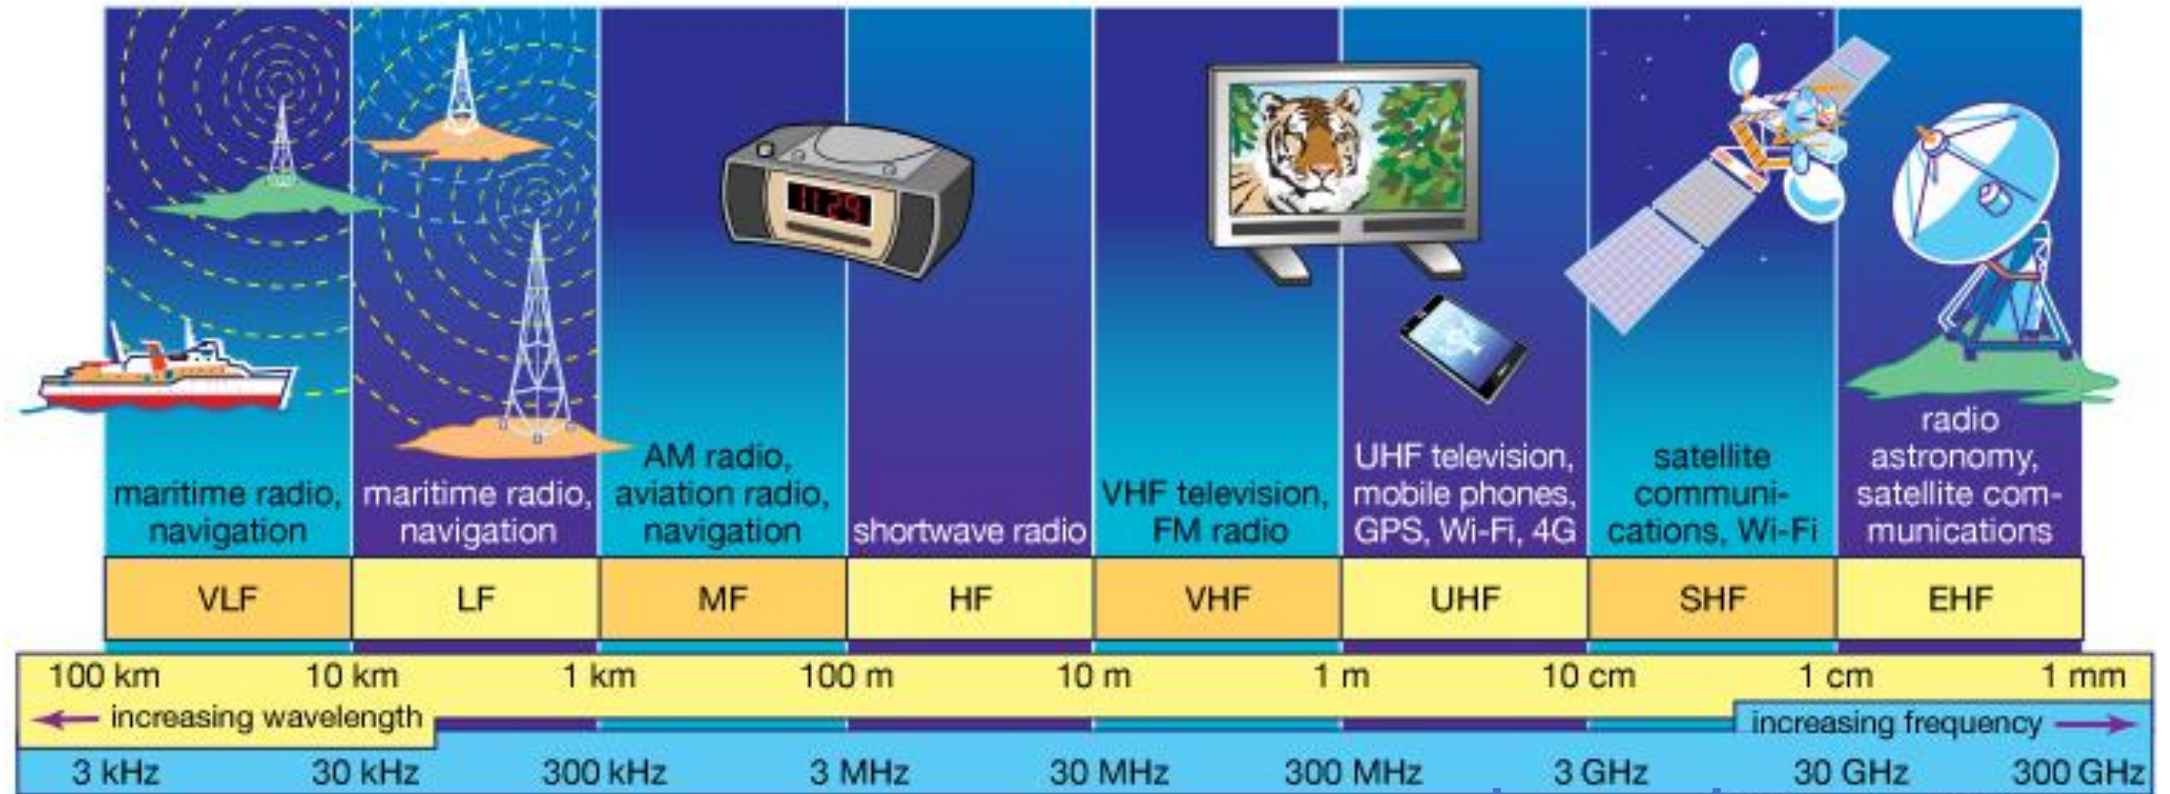 11:29
maritime radio,
navigation
maritime radio,
navigation
AM radio,
aviation radio,
navigation
shortwave radio
VHF television,
FM radio
UHF television,
mobile phones,
GPS, Wi-Fi, 4G
satellite
communi-
cations, Wi-Fi
radio
astronomy,
satellite com-
munications
VLF LF MF HF VHF UHF SHF EHF
100 km 10 km 1 km 100 m 10 m 1 m 10 cm 1 cm 1 mm
increasing wavelength increasing frequency
3 kHz 30 kHz 300 kHz 3 MHz 30 MHz 300 MHz 3 GHz 30 GHz 300 GHz